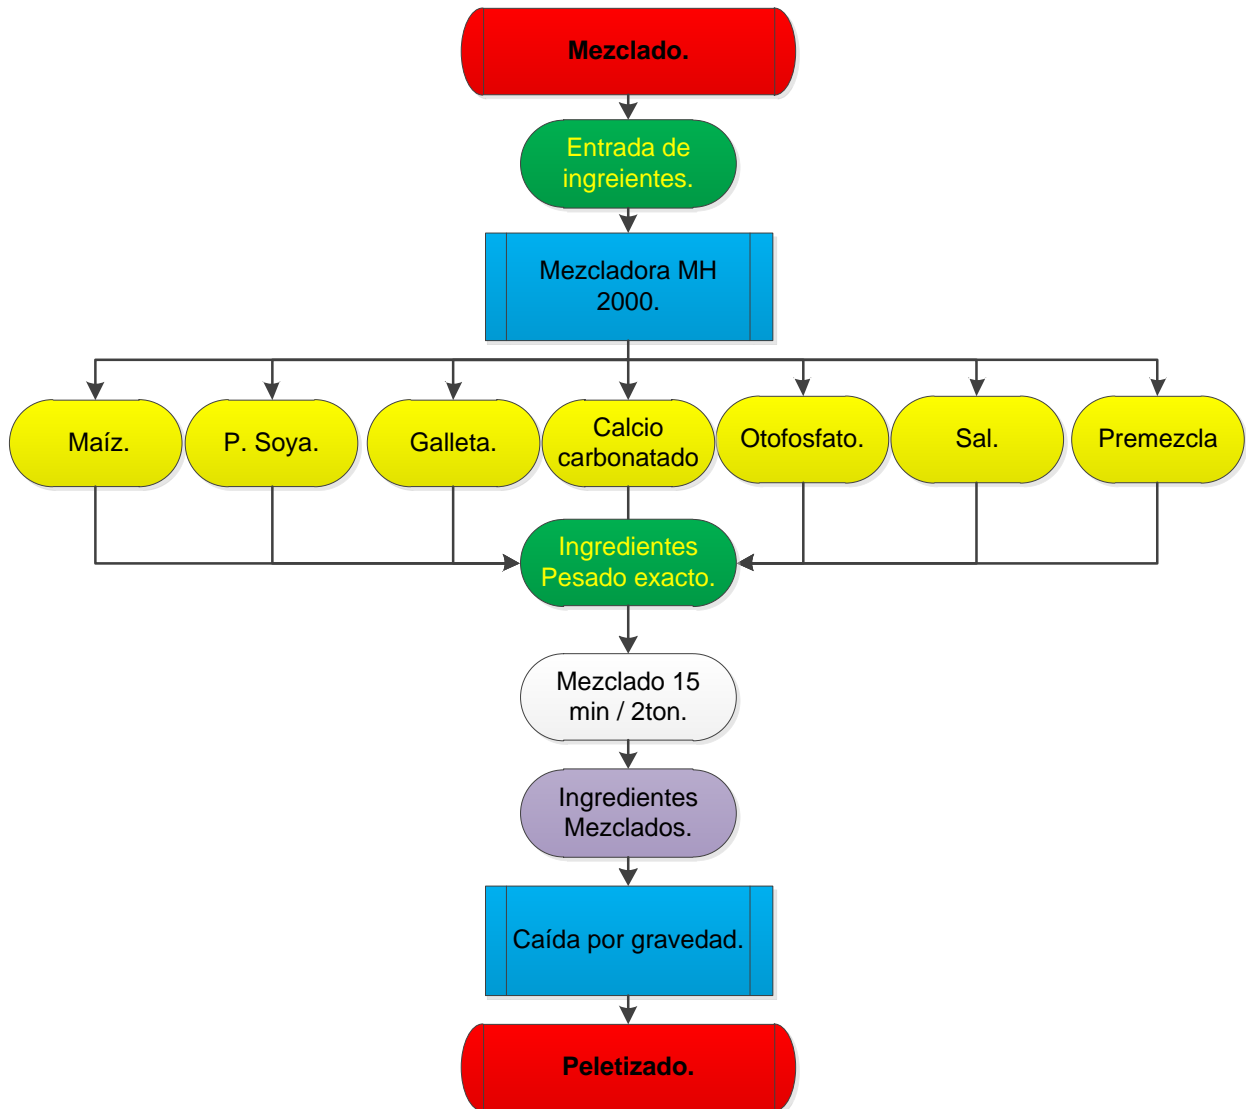 Mezclado.
Entrada de
ingreientes.
Mezcladora MH
2000.
Maíz.
P. Soya.
Galleta.
Calcio
carbonatado
Otofosfato.
Sal.
Premezcla
Ingredientes
Pesado exacto.
Mezclado 15
min / 2ton.
Ingredientes
Mezclados.
Caída por gravedad.
Peletizado.